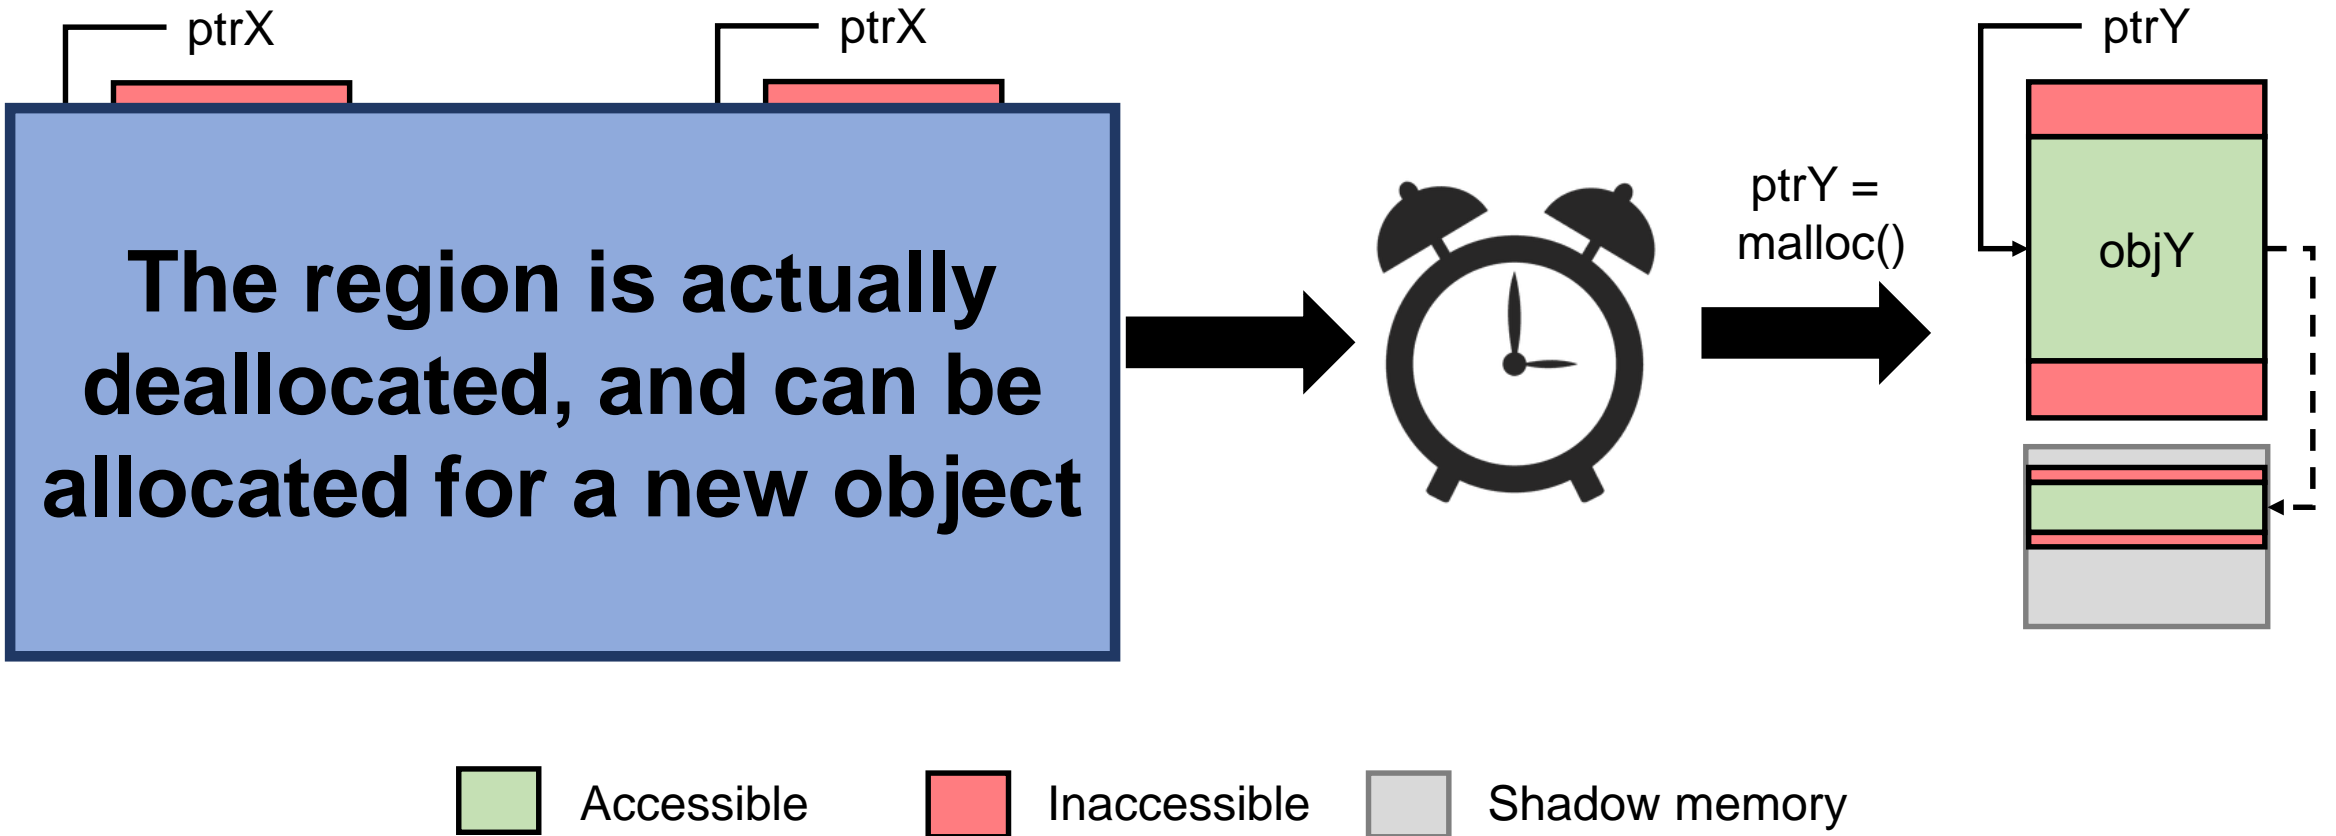 ptrX
ptrX
ptrY
The region is actually
deallocated, and can be
allocated for a new object
ptrY =
malloc()
objY
Accessible
Inaccessible
Shadow memory